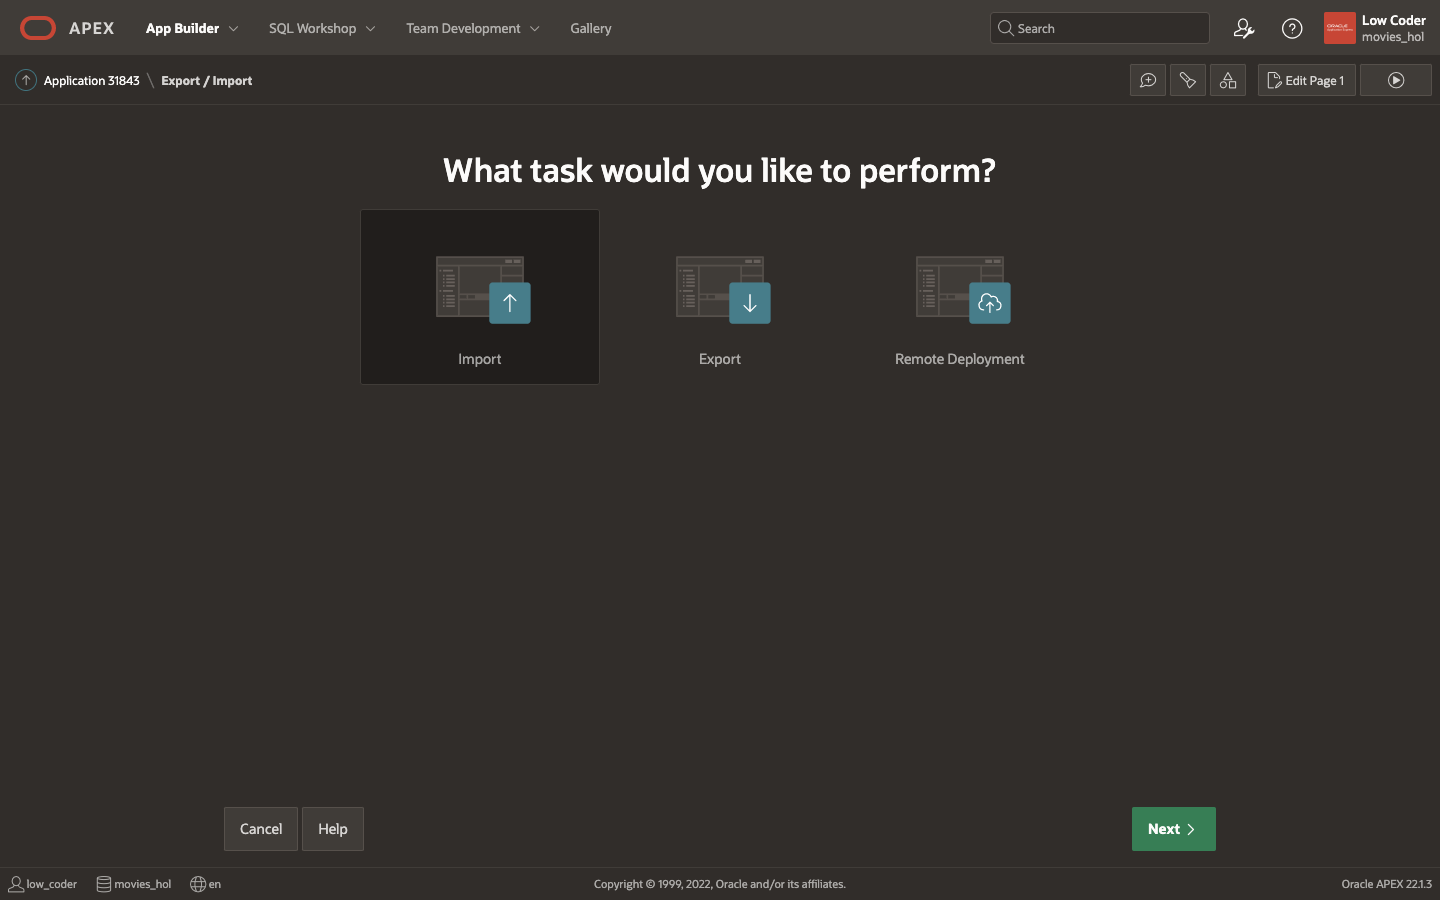 APEX App Builder SQL Workshop Team Development Gallery Search Low Coder
movies_hol
Application 31843 \ Export / Import Edit Page 1
What task would you like to perform?
Import Export Remote Deployment
Cancel Help Next
low_coder movies_hol en Copyright © 1999, 2022, Oracle and/or its affiliates. Oracle APEX 22.1.3